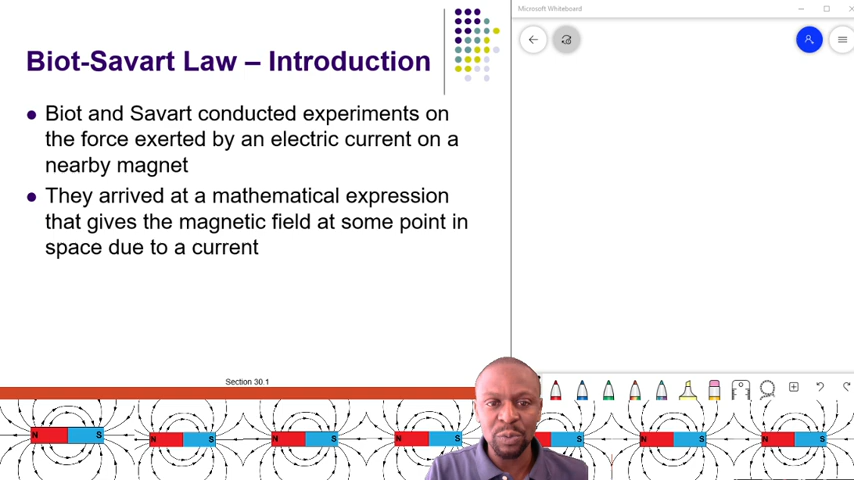 Microsoft Whiteboard
Biot-Savart Law – Introduction
Biot and Savart conducted experiments on
the force exerted by an electric current on a
nearby magnet
They arrived at a mathematical expression
that gives the magnetic field at some point in
space due to a current
Section 30.1
N S N S N S N S S N S N S